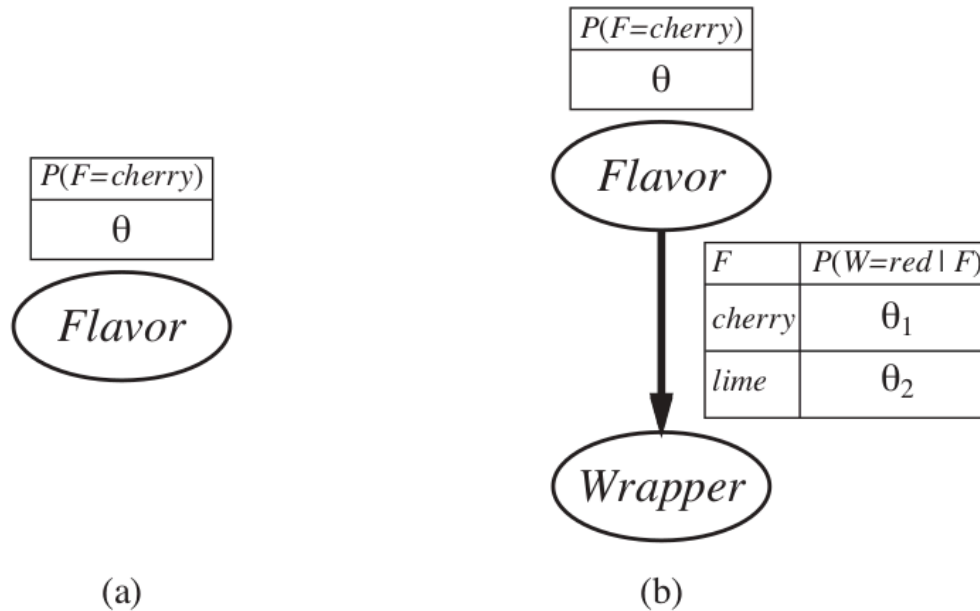 P(F=cherry)
θ
Flavor
(a)
P(F=cherry)
θ
Flavor
F P(W=red | F)
cherry θ1
lime θ2
Wrapper
(b)